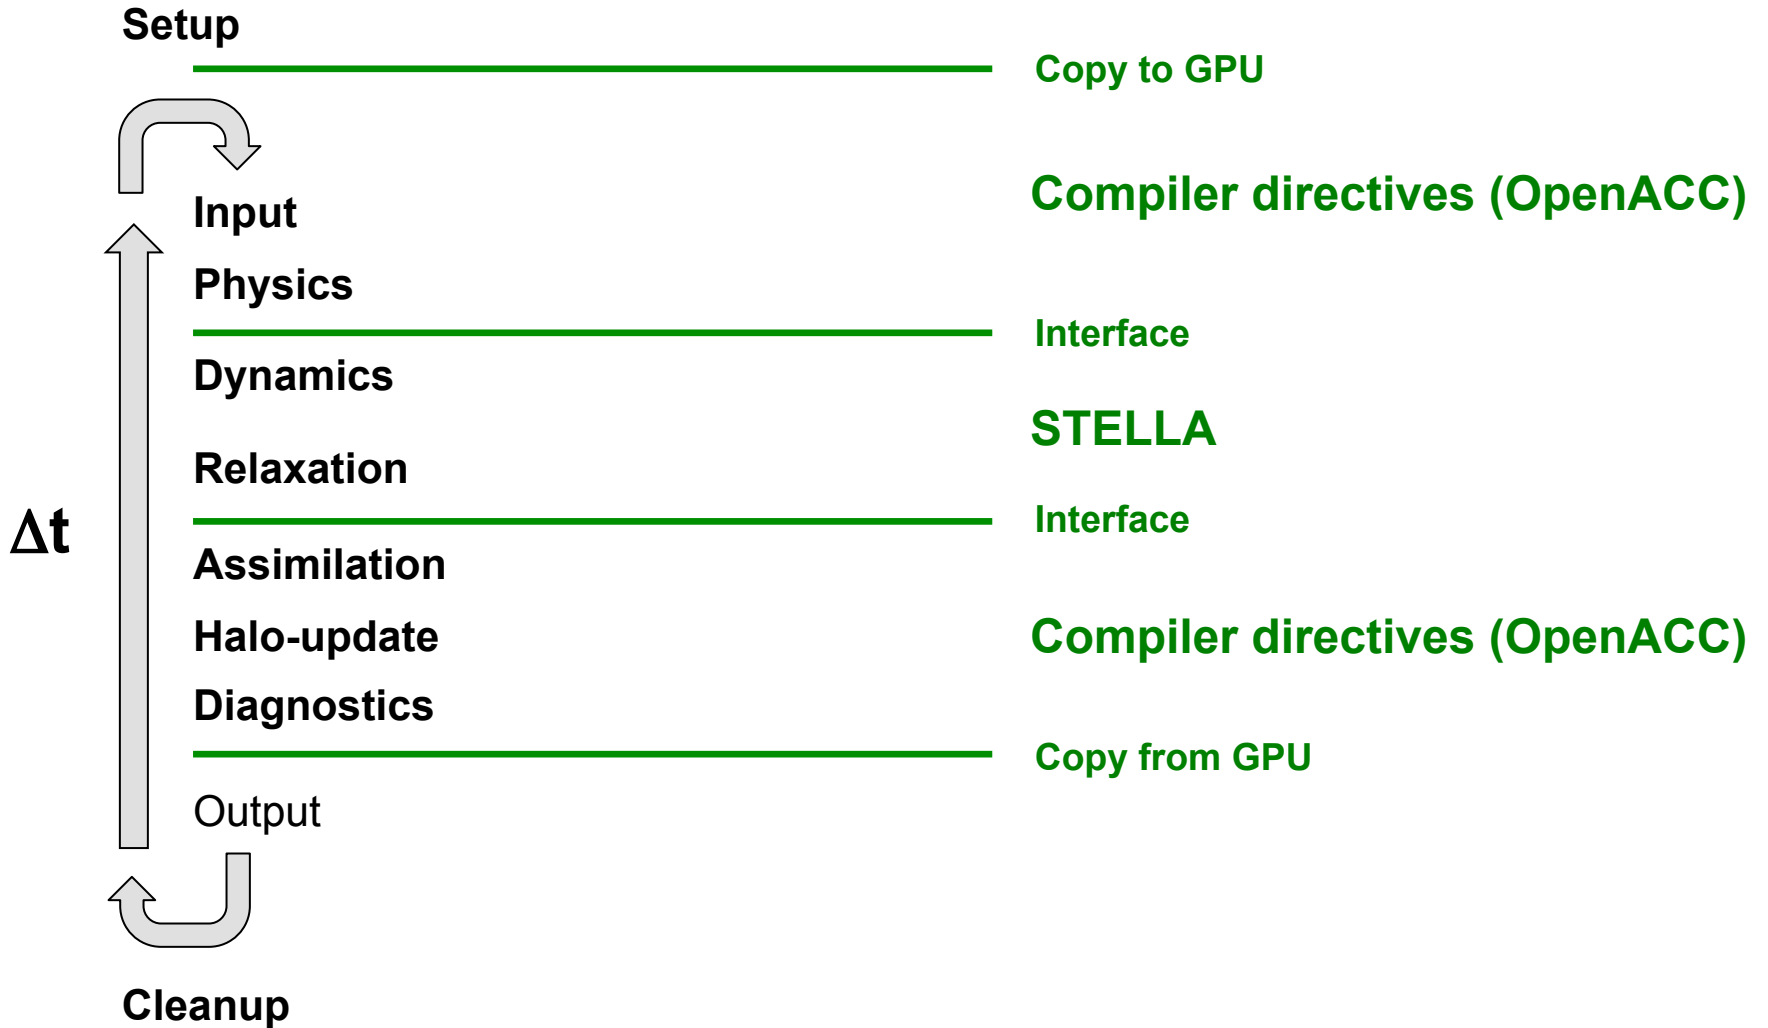 Setup
Copy to GPU
Compiler directives (OpenACC)
Input
Physics
Interface
Dynamics
STELLA
Relaxation
Interface
Δt
Assimilation
Halo-update
Compiler directives (OpenACC)
Diagnostics
Copy from GPU
Output
Cleanup